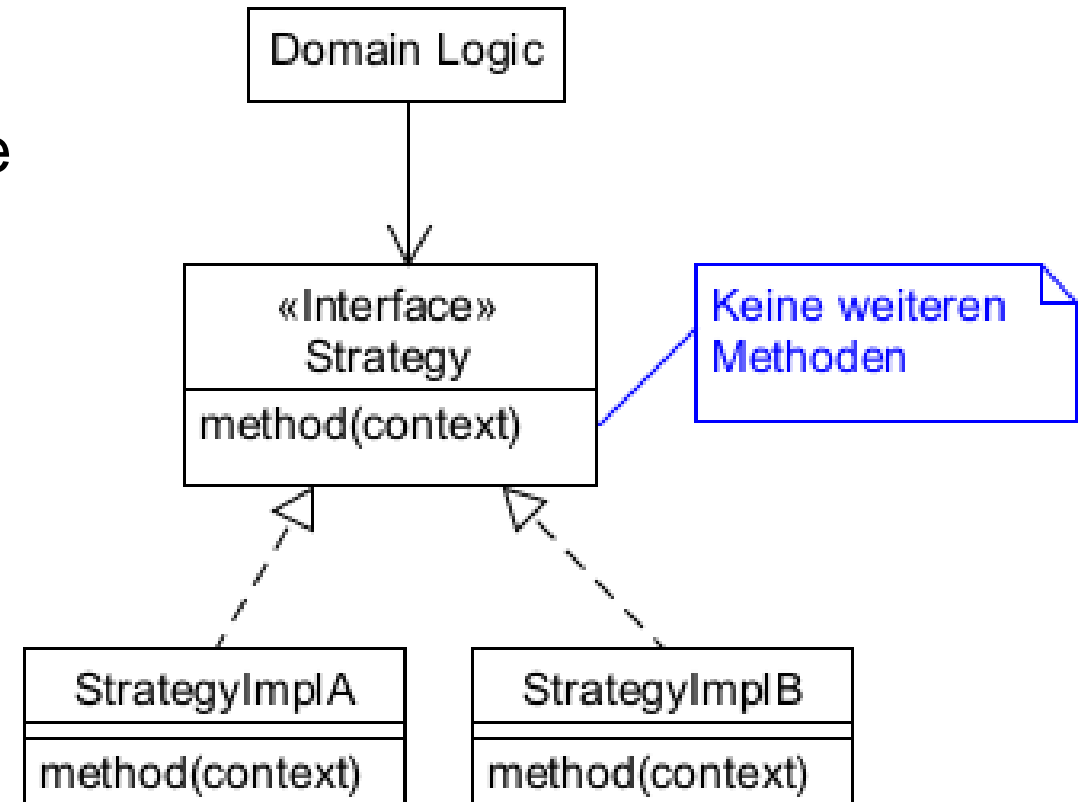 Domain Logic
e
«Interface»
Strategy
method(context)
Keine weiteren
Methoden
StrategyImplA
method(context)
StrategyImplB
method(context)